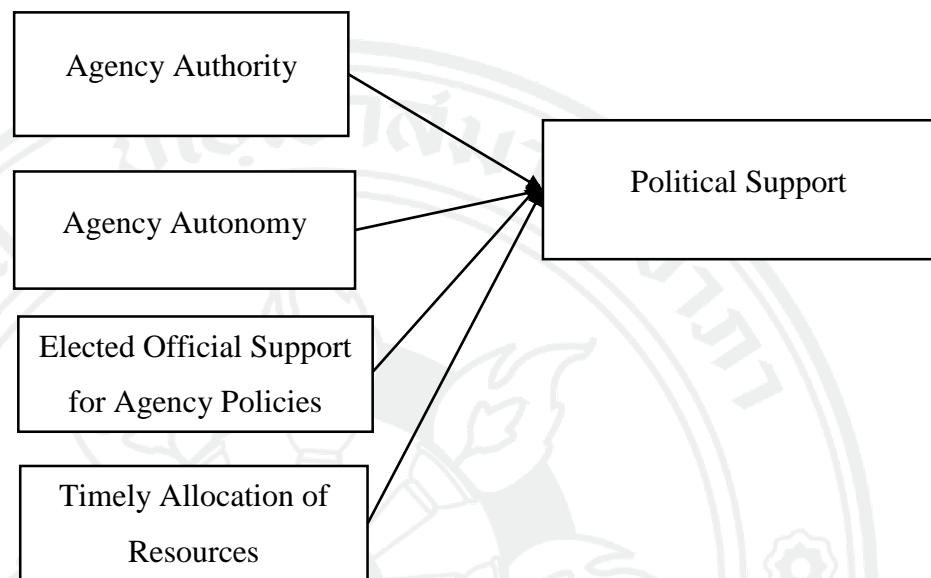 Agency Authority
Political Support
Agency Autonomy
Elected Official Support
for Agency Policies
Timely Allocation of
Resources